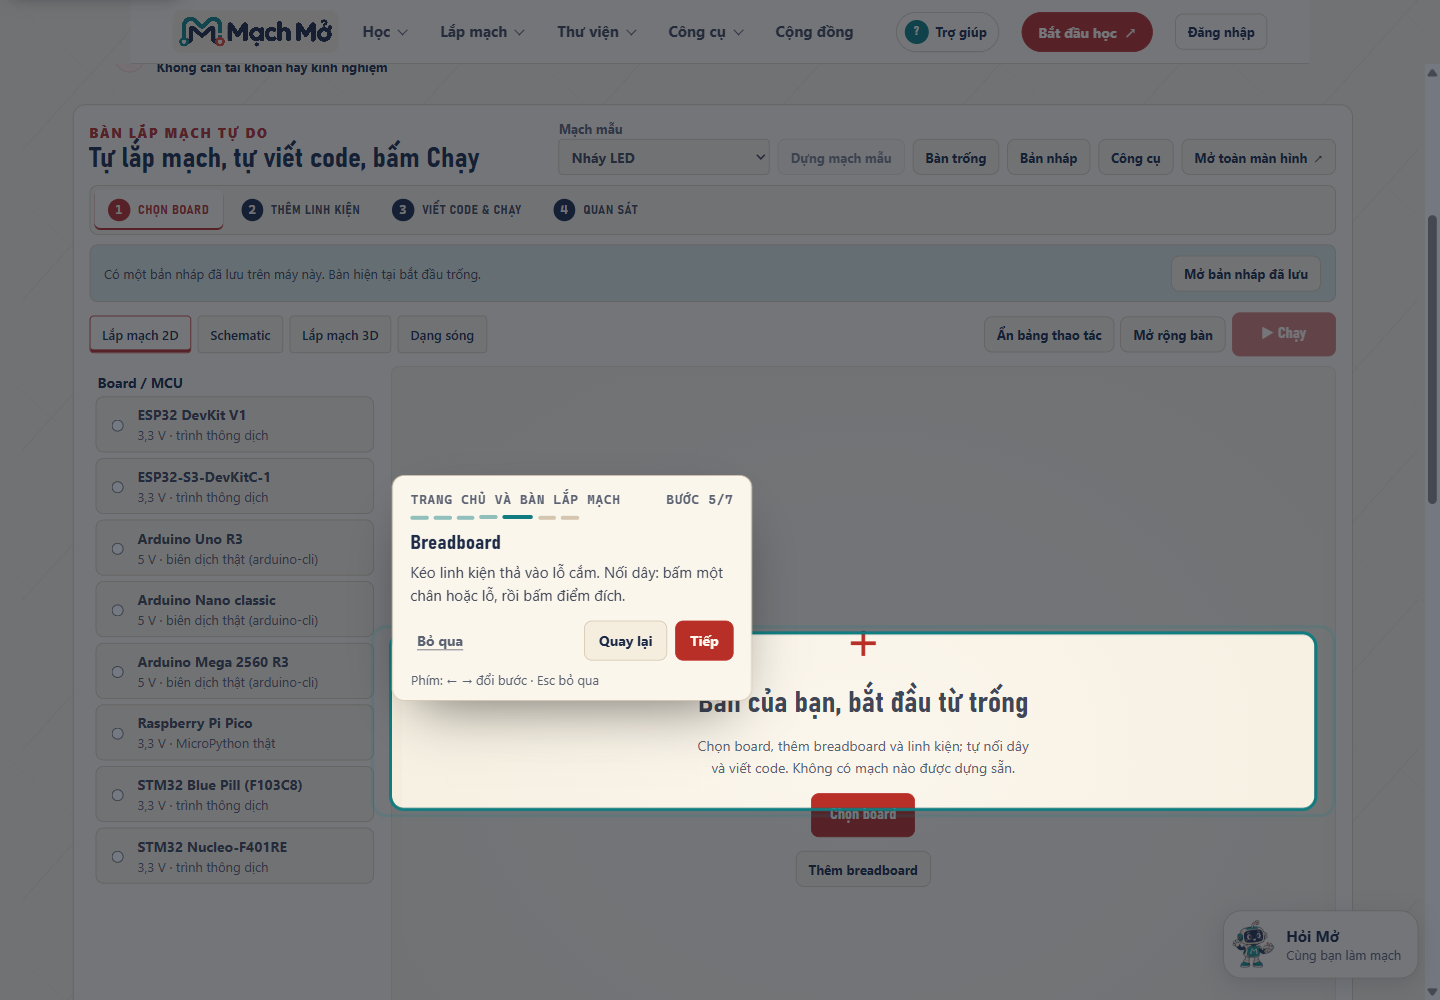 Mạch Mở
Học
Lắp mạch
Thư viện
Công cụ
Cộng đồng
? Trợ giúp
Bắt đầu học ↗
Đăng nhập
Không cần tài khoản hay kinh nghiệm
BÀN LẮP MẠCH TỰ DO
Tự lắp mạch, tự viết code, bấm Chạy
Mạch mẫu
Nháy LED
Dựng mạch mẫu
Bàn trống
Bản nháp
Công cụ
Mở toàn màn hình ↗
1 CHỌN BOARD
2 THÊM LINH KIỆN
3 VIẾT CODE & CHẠY
4 QUAN SÁT
Có một bản nháp đã lưu trên máy này. Bàn hiện tại bắt đầu trống.
Mở bản nháp đã lưu
Lắp mạch 2D
Schematic
Lắp mạch 3D
Dạng sóng
Ẩn bảng thao tác
Mở rộng bàn
▶ Chạy
Board / MCU
ESP32 DevKit V1
3,3 V · trình thông dịch
ESP32-S3-DevKitC-1
3,3 V · trình thông dịch
Arduino Uno R3
5 V · biên dịch thật (arduino-cli)
Arduino Nano classic
5 V · biên dịch thật (arduino-cli)
Arduino Mega 2560 R3
5 V · biên dịch thật (arduino-cli)
Raspberry Pi Pico
3,3 V · MicroPython thật
STM32 Blue Pill (F103C8)
3,3 V · trình thông dịch
STM32 Nucleo-F401RE
3,3 V · trình thông dịch
TRANG CHỦ VÀ BÀN LẮP MẠCH
BƯỚC 5/7
Breadboard
Kéo linh kiện thả vào lỗ cắm. Nối dây: bấm một
chân hoặc lỗ, rồi bấm điểm đích.
Bỏ qua
Quay lại
Tiếp
Phím: ← → đổi bước · Esc bỏ qua
Bàn của bạn, bắt đầu từ trống
Chọn board, thêm breadboard và linh kiện; tự nối dây
và viết code. Không có mạch nào được dựng sẵn.
Chọn board
Thêm breadboard
Hỏi Mở
Cùng bạn làm mạch